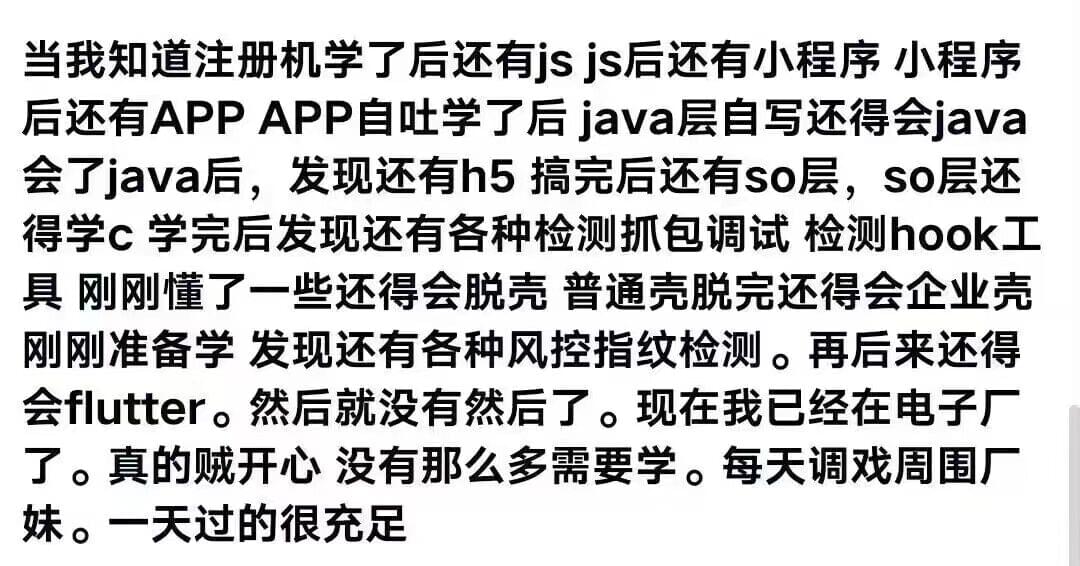 当我知道注册机学了后还有js js后还有小程序 小程序
后还有APP APP自吐学了后 java层自写还得会java
会了java后，发现还有h5 搞完后还有so层，so层还
得学c 学完后发现还有各种检测抓包调试 检测hook工
具 刚刚懂了一些还得会脱壳 普通壳脱完还得会企业壳
刚刚准备学 发现还有各种风控指纹检测。再后来还得
会flutter。然后就没有然后了。现在我已经在电子厂
了。真的贼开心 没有那么多需要学。每天调戏周围厂
妹。一天过的很充足